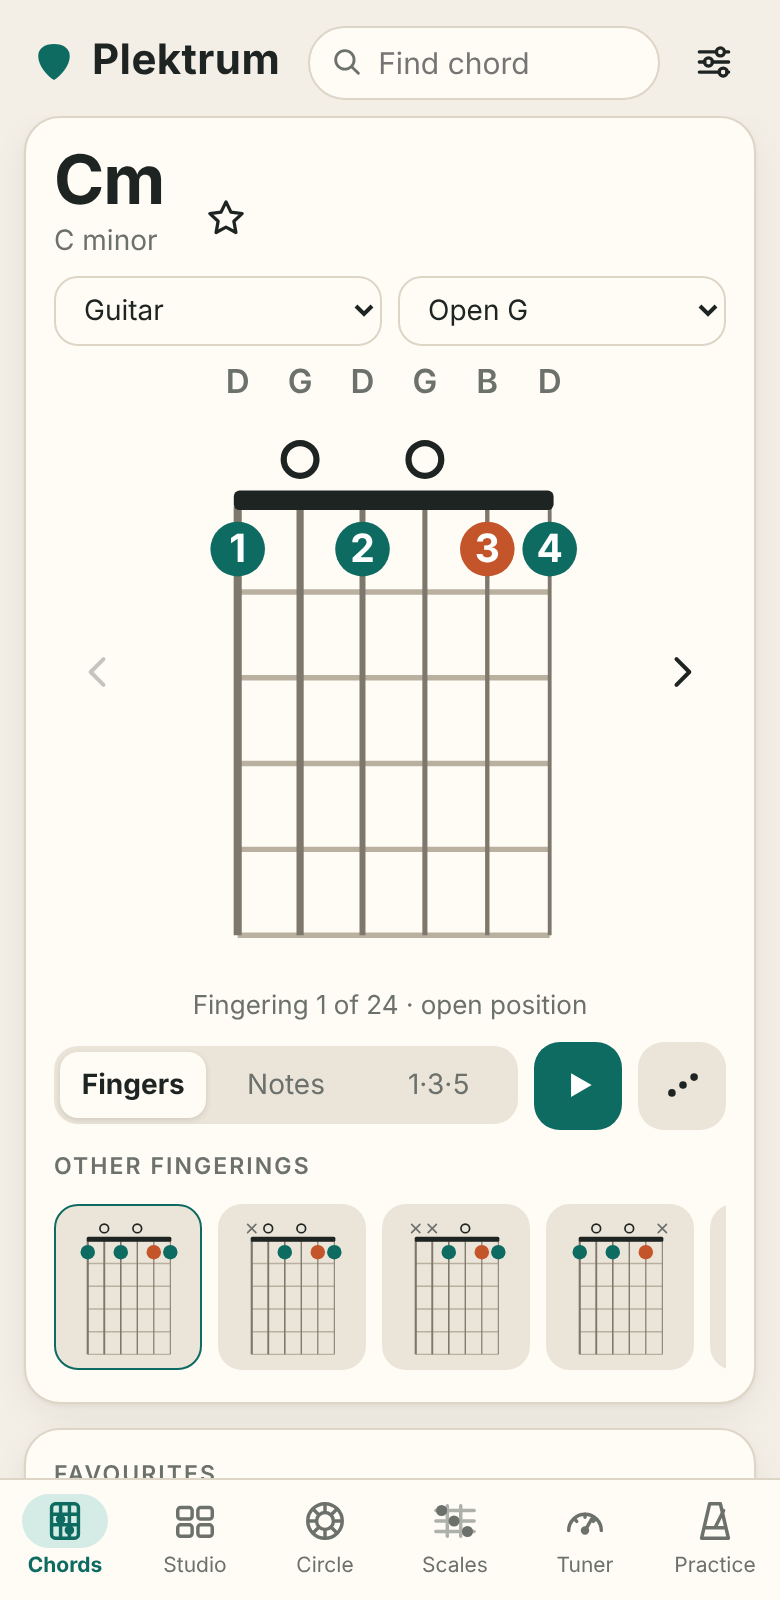 Plektrum
Find chord
Cm
C minor
Guitar
Open G
D G D G B D
1 2 3 4
Fingering 1 of 24 · open position
Fingers Notes 1·3·5
OTHER FINGERINGS
FAVOURITES
Chords Studio Circle Scales Tuner Practice